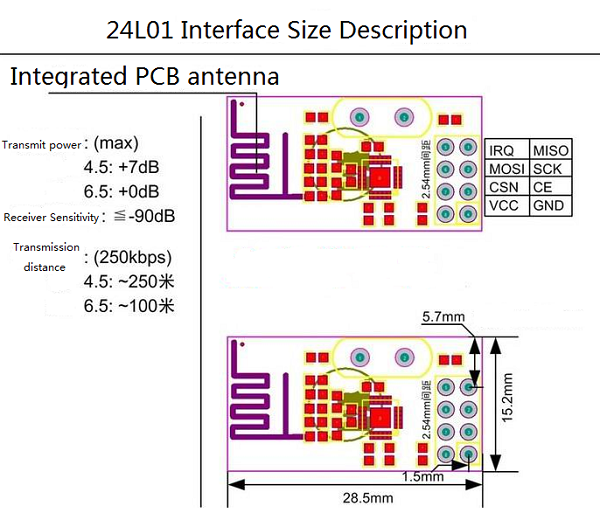 24L01 Interface Size Description
Integrated PCB antenna
Transmit power : (max)
4.5: +7dB
6.5: +0dB
Receiver Sensitivity : ≦-90dB
Transmission distance : (250kbps)
4.5: ~250米
6.5: ~100米
2.54mm间距
IRQ MISO
MOSI SCK
CSN CE
VCC GND
5.7mm
2.54mm间距
15.2mm
1.5mm
28.5mm